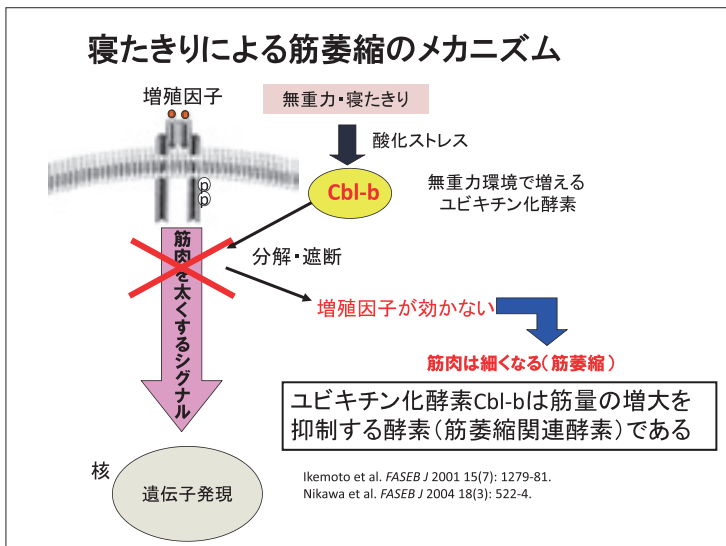 寝たきりによる筋萎縮のメカニズム
増殖因子
無重力・寝たきり
酸化ストレス
Cbl-b
無重力環境で増える
ユビキチン化酵素
p
p
筋肉を太くするシグナル
分解・遮断
増殖因子が効かない
筋肉は細くなる(筋萎縮)
ユビキチン化酵素Cbl-bは筋量の増大を
抑制する酵素(筋萎縮関連酵素)である
核
遺伝子発現
Ikemoto et al. FASEB J 2001 15(7): 1279-81.
Nikawa et al. FASEB J 2004 18(3): 522-4.